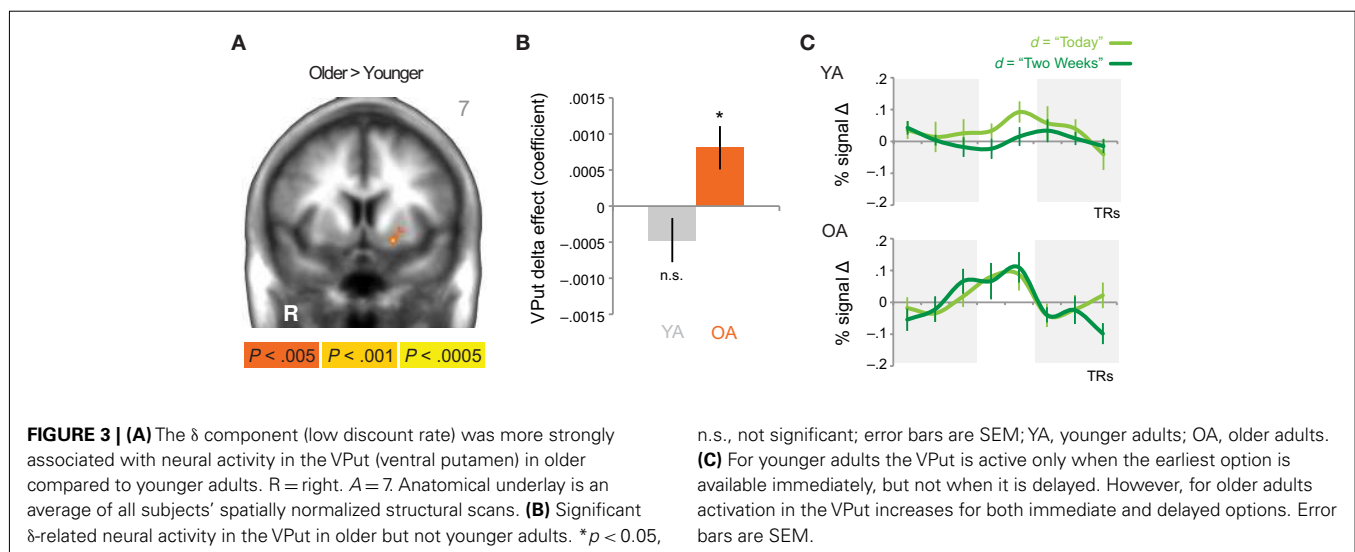 A
Older > Younger
7
R
P < .005 P < .001 P < .0005
B
VPut delta effect (coefficient)
.0015
.0010
.0005
0
–.0005
–.0010
–.0015
*
n.s.
YA
OA
C
d = “Today”
d = “Two Weeks”
YA
% signal Δ
.2
.1
0
–.1
–.2
TRs
OA
% signal Δ
.2
.1
0
–.1
–.2
TRs
FIGURE 3 | (A) The δ component (low discount rate) was more strongly
associated with neural activity in the VPut (ventral putamen) in older
compared to younger adults. R = right. A = 7. Anatomical underlay is an
average of all subjects’ spatially normalized structural scans. (B) Significant
δ-related neural activity in the VPut in older but not younger adults. *p < 0.05,
n.s., not significant; error bars are SEM; YA, younger adults; OA, older adults.
(C) For younger adults the VPut is active only when the earliest option is
available immediately, but not when it is delayed. However, for older adults
activation in the VPut increases for both immediate and delayed options. Error
bars are SEM.